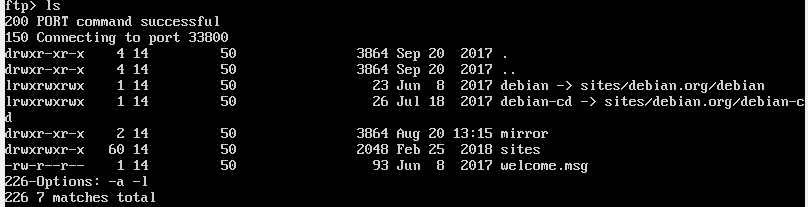 ftp> ls
200 PORT command successful
150 Connecting to port 33800
drwxr-xr-x    4 14         50               3864 Sep 20  2017 .
drwxr-xr-x    4 14         50               3864 Sep 20  2017 ..
lrwxrwxrwx    1 14         50                 23 Jun  8  2017 debian -> sites/debian.org/debian
lrwxrwxrwx    1 14         50                 26 Jul 18  2017 debian-cd -> sites/debian.org/debian-c
d
drwxrwxr-x    2 14         50               3864 Aug 20 13:15 mirror
drwxr-xr-x   60 14         50               2048 Feb 25  2018 sites
-rw-r--r--    1 14         50                 93 Jun  8  2017 welcome.msg
226-Options: -a -l
226 7 matches total